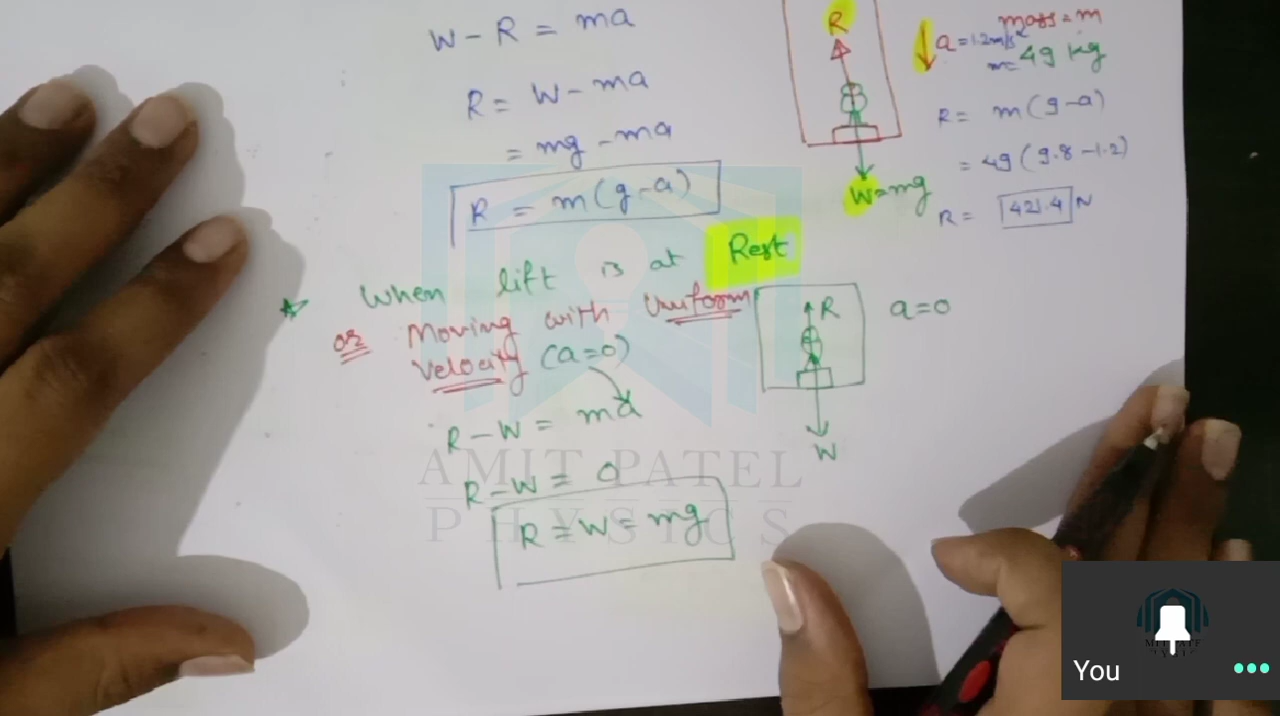 W - R = ma
R = W - ma
= mg - ma
R = m(g-a)
R
W=mg
a = 1.2 m/s²
mass = m
m = 49 kg
R = m(g-a)
= 49 (9.8 - 1.2)
R = 421.4 N
When lift is at Rest
or Moving with Uniform
Velocity (a=0)
R - W = ma
R - W = 0
R = W = mg
R
W
a=0
AMIT PATEL
PHYSICS
You